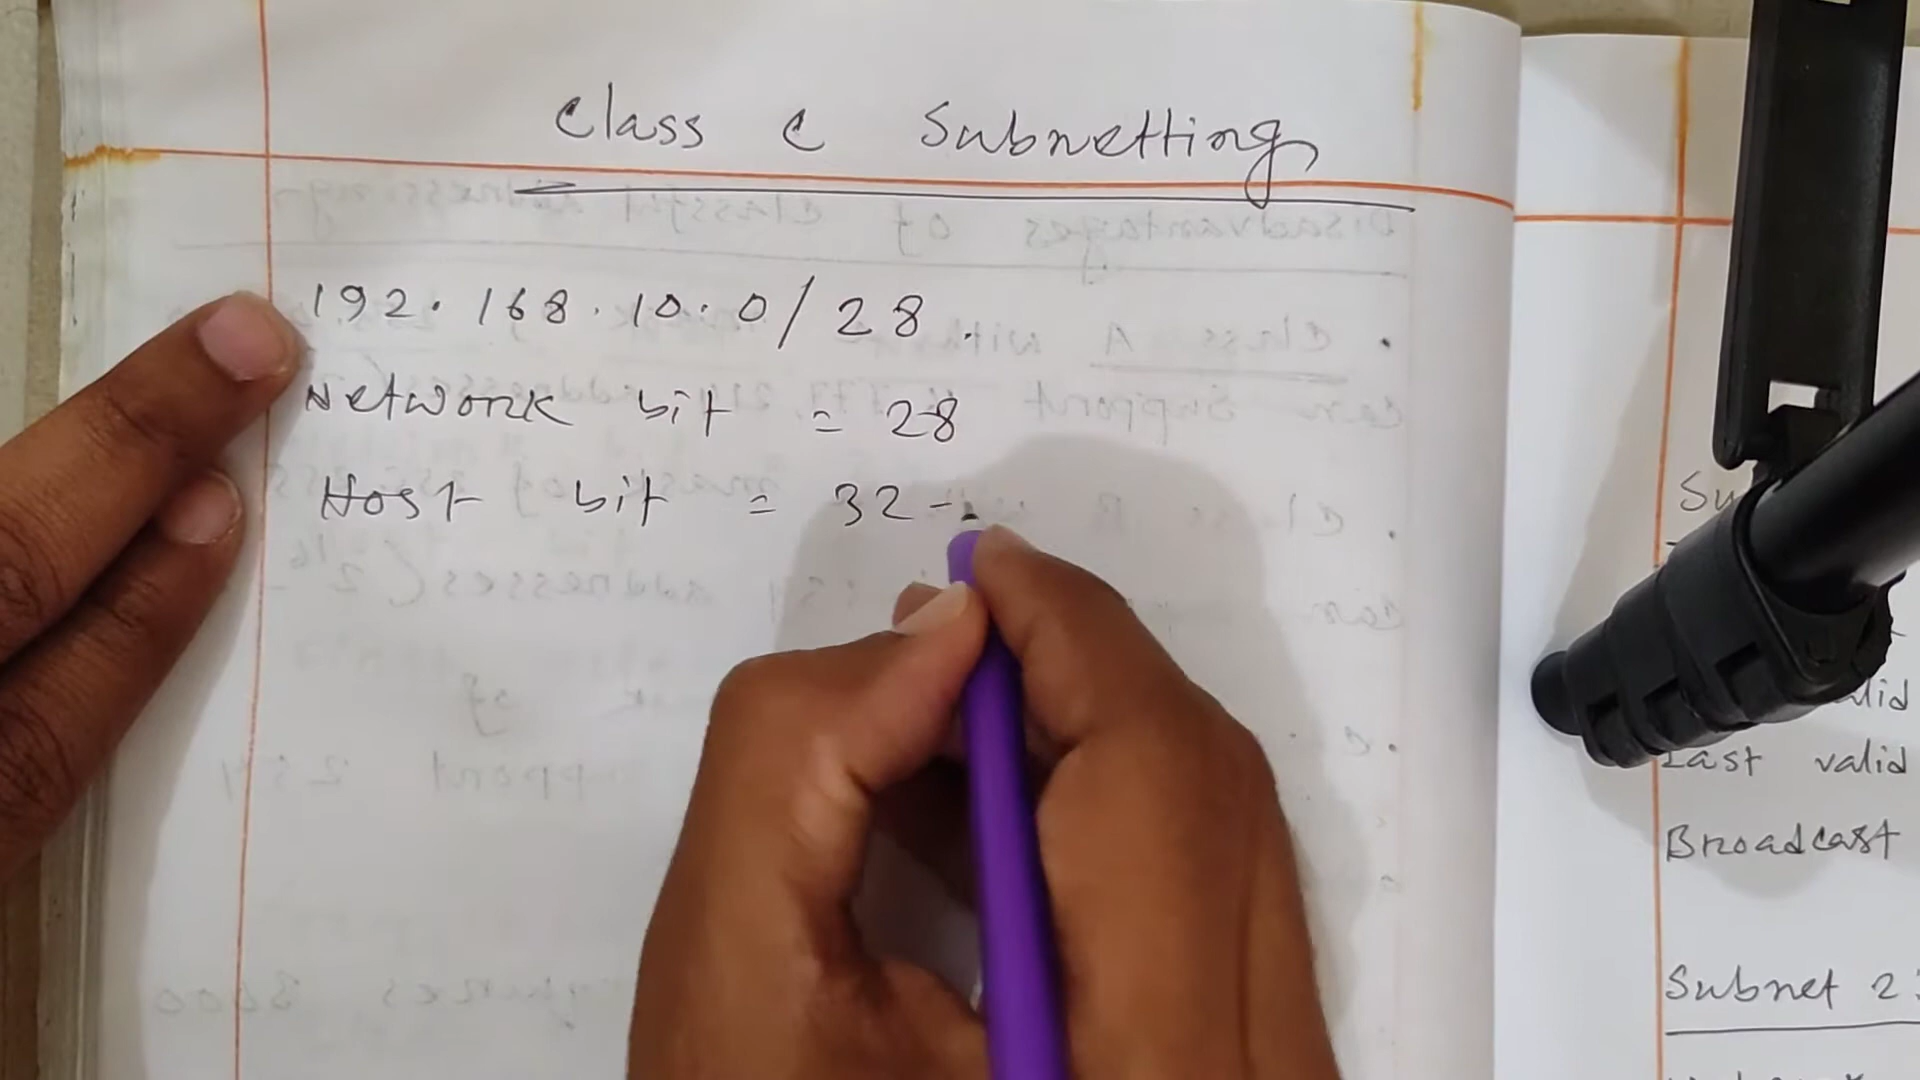 Class C Subnetting
192.168.10.0/28.
Network bit = 28
Host bit = 32-
Last valid
Broadcast
Subnet 2: